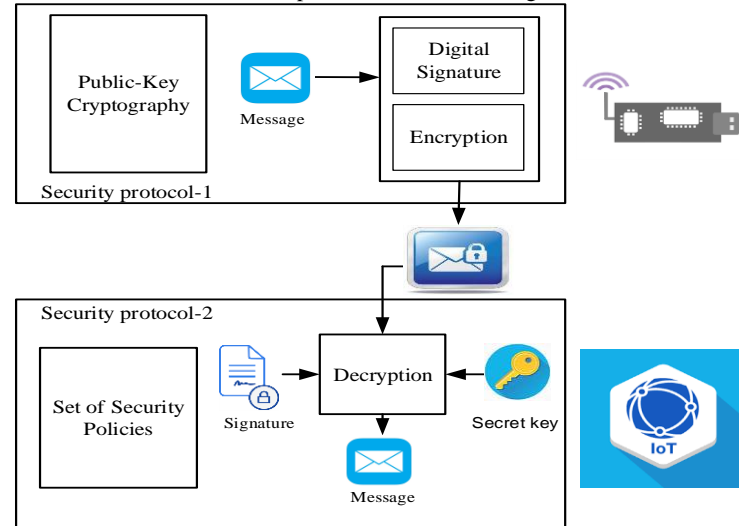 Public-Key
Cryptography
Message
Digital
Signature
Encryption
Security protocol-1
Security protocol-2
Set of Security
Policies
Signature
Decryption
Secret key
Message
IoT